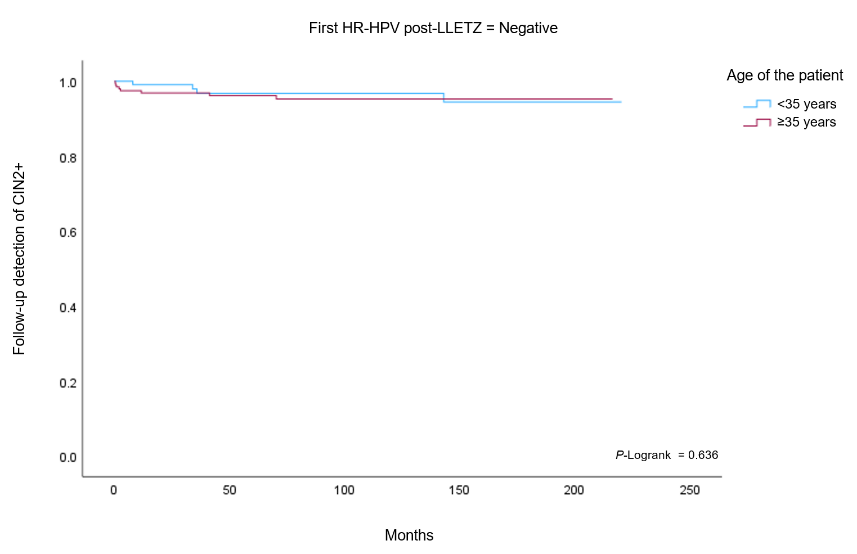 First HR-HPV post-LLETZ = Negative
Age of the patient
<35 years
≥35 years
Follow-up detection of CIN2+
1.0
0.8
0.6
0.4
0.2
0.0
P-Logrank = 0.636
0 50 100 150 200 250
Months